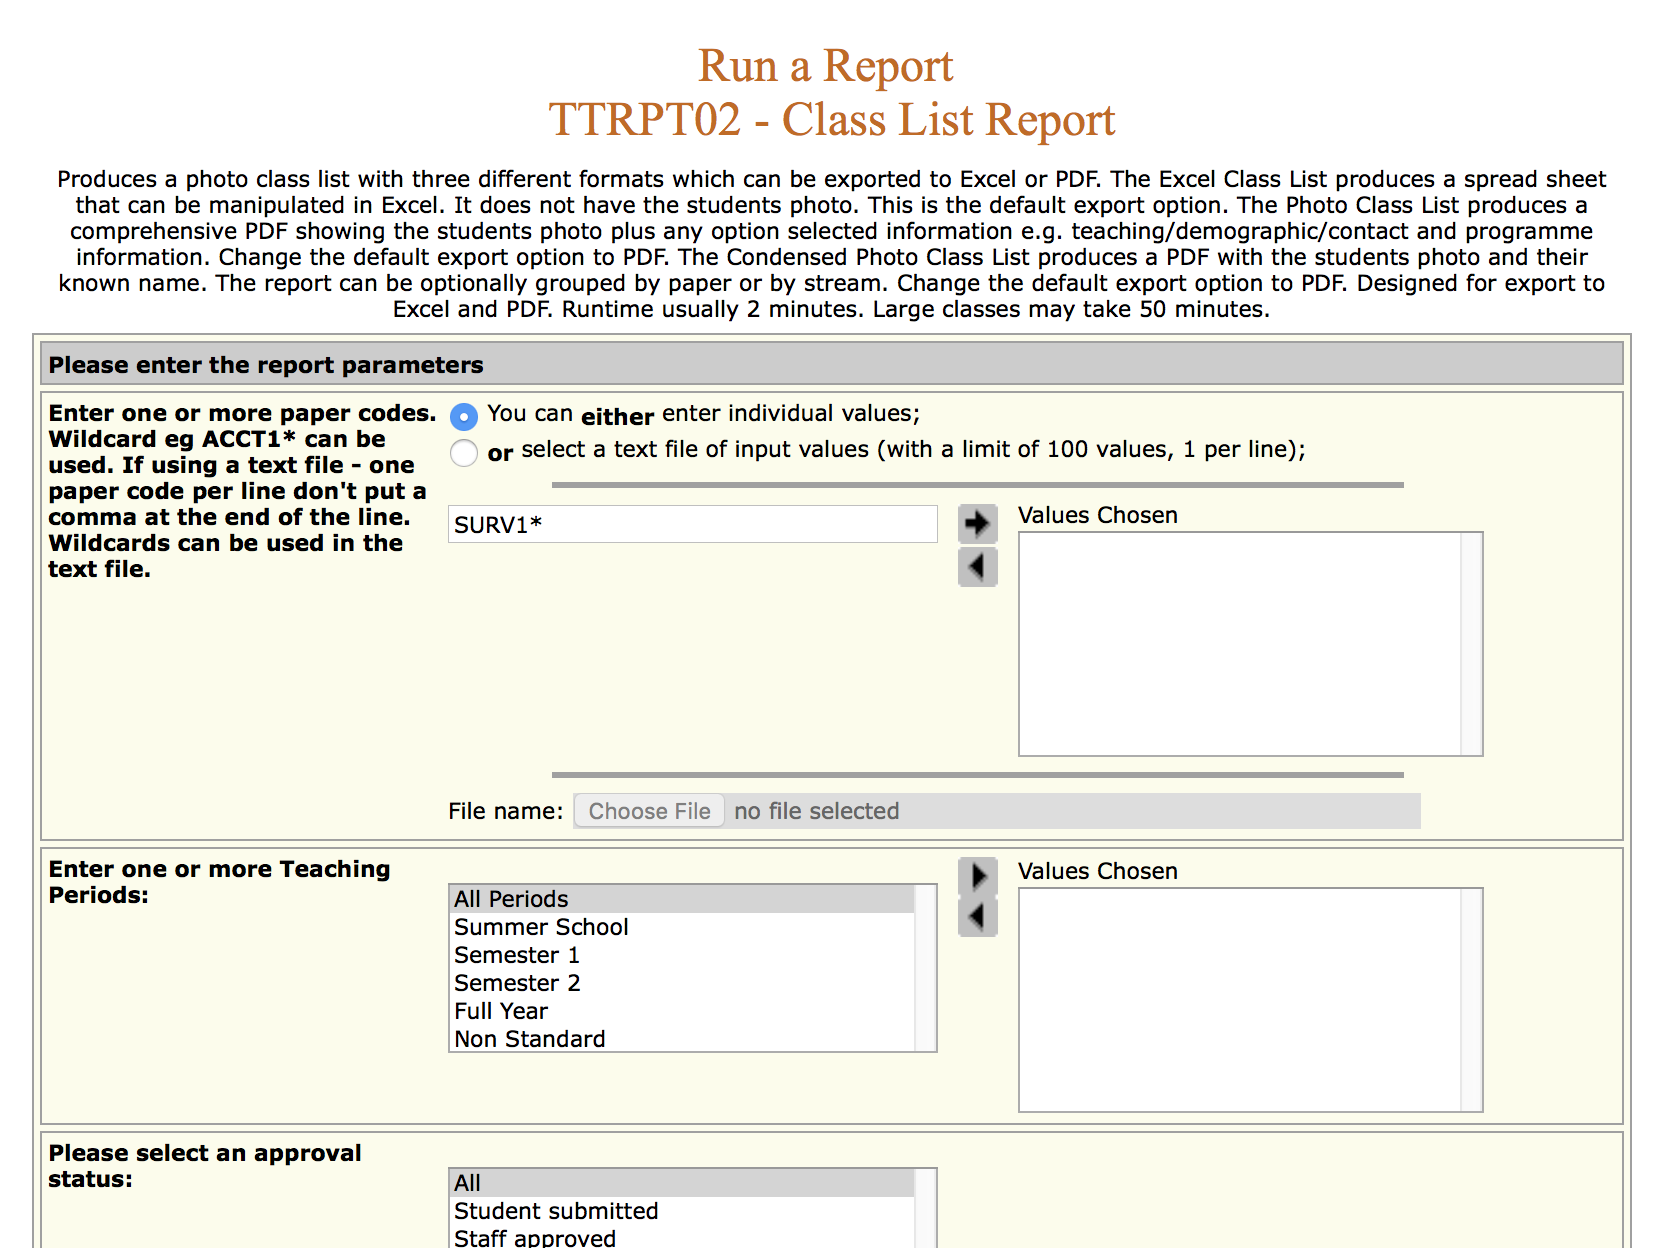 Run a Report
TTRPT02 - Class List Report
Produces a photo class list with three different formats which can be exported to Excel or PDF. The Excel Class List produces a spread sheet
that can be manipulated in Excel. It does not have the students photo. This is the default export option. The Photo Class List produces a
comprehensive PDF showing the students photo plus any option selected information e.g. teaching/demographic/contact and programme
information. Change the default export option to PDF. The Condensed Photo Class List produces a PDF with the students photo and their
known name. The report can be optionally grouped by paper or by stream. Change the default export option to PDF. Designed for export to
Excel and PDF. Runtime usually 2 minutes. Large classes may take 50 minutes.
Please enter the report parameters
Enter one or more paper codes.
Wildcard eg ACCT1* can be
used. If using a text file - one
paper code per line don't put a
comma at the end of the line.
Wildcards can be used in the
text file.
You can either enter individual values;
or select a text file of input values (with a limit of 100 values, 1 per line);
SURV1*
Values Chosen
File name: Choose File no file selected
Enter one or more Teaching
Periods:
All Periods
Summer School
Semester 1
Semester 2
Full Year
Non Standard
Values Chosen
Please select an approval
status:
All
Student submitted
Staff approved